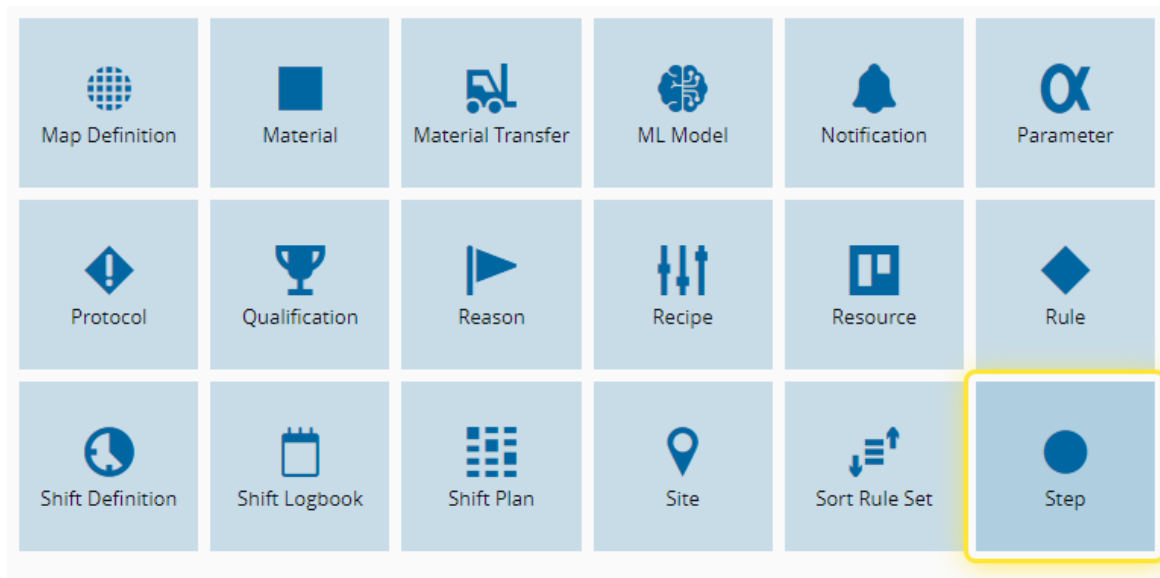 Map Definition
Material
Material Transfer
ML Model
Notification
Parameter
Protocol
Qualification
Reason
Recipe
Resource
Rule
Shift Definition
Shift Logbook
Shift Plan
Site
Sort Rule Set
Step